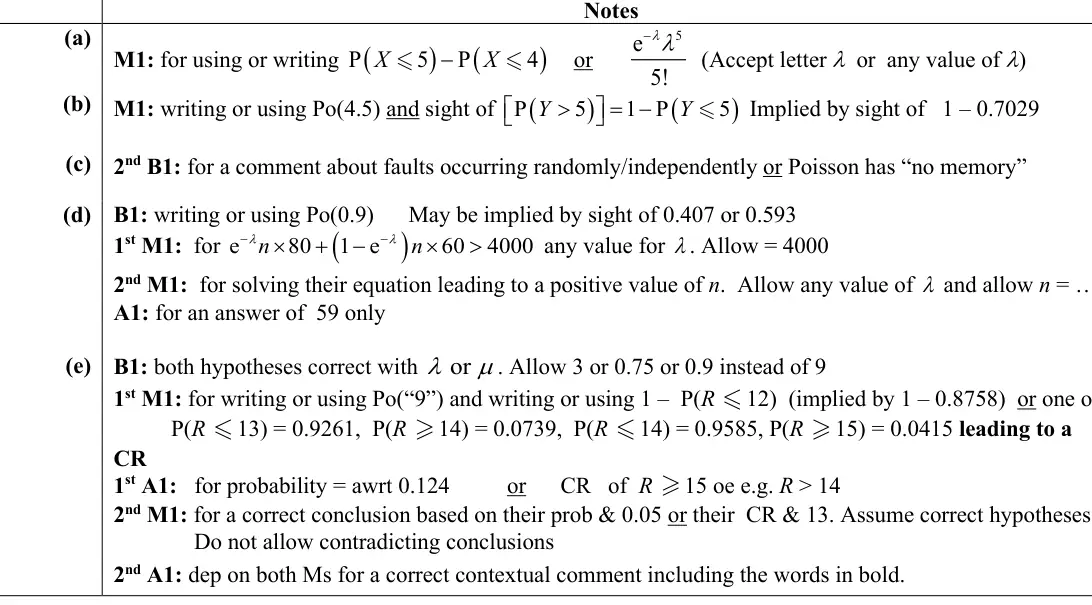 Notes
(a) M1: for using or writing P(X ⩽ 5) − P(X ⩽ 4) or e^{−λ}λ^5 / 5! (Accept letter λ or any value of λ)
(b) M1: writing or using Po(4.5) and sight of [P(Y > 5)] = 1 − P(Y ⩽ 5) Implied by sight of 1 – 0.7029
(c) 2nd B1: for a comment about faults occurring randomly/independently or Poisson has “no memory”
(d) B1: writing or using Po(0.9) May be implied by sight of 0.407 or 0.593
1st M1: for e^{−λ}n × 80 + (1 − e^{−λ})n × 60 > 4000 any value for λ. Allow = 4000
2nd M1: for solving their equation leading to a positive value of n. Allow any value of λ and allow n = …
A1: for an answer of 59 only
(e) B1: both hypotheses correct with λ or μ. Allow 3 or 0.75 or 0.9 instead of 9
1st M1: for writing or using Po(“9”) and writing or using 1 – P(R ⩽ 12) (implied by 1 – 0.8758) or one o
P(R ⩽ 13) = 0.9261, P(R ⩾ 14) = 0.0739, P(R ⩽ 14) = 0.9585, P(R ⩾ 15) = 0.0415 leading to a
CR
1st A1: for probability = awrt 0.124 or CR of R ⩾ 15 oe e.g. R > 14
2nd M1: for a correct conclusion based on their prob & 0.05 or their CR & 13. Assume correct hypotheses
Do not allow contradicting conclusions
2nd A1: dep on both Ms for a correct contextual comment including the words in bold.